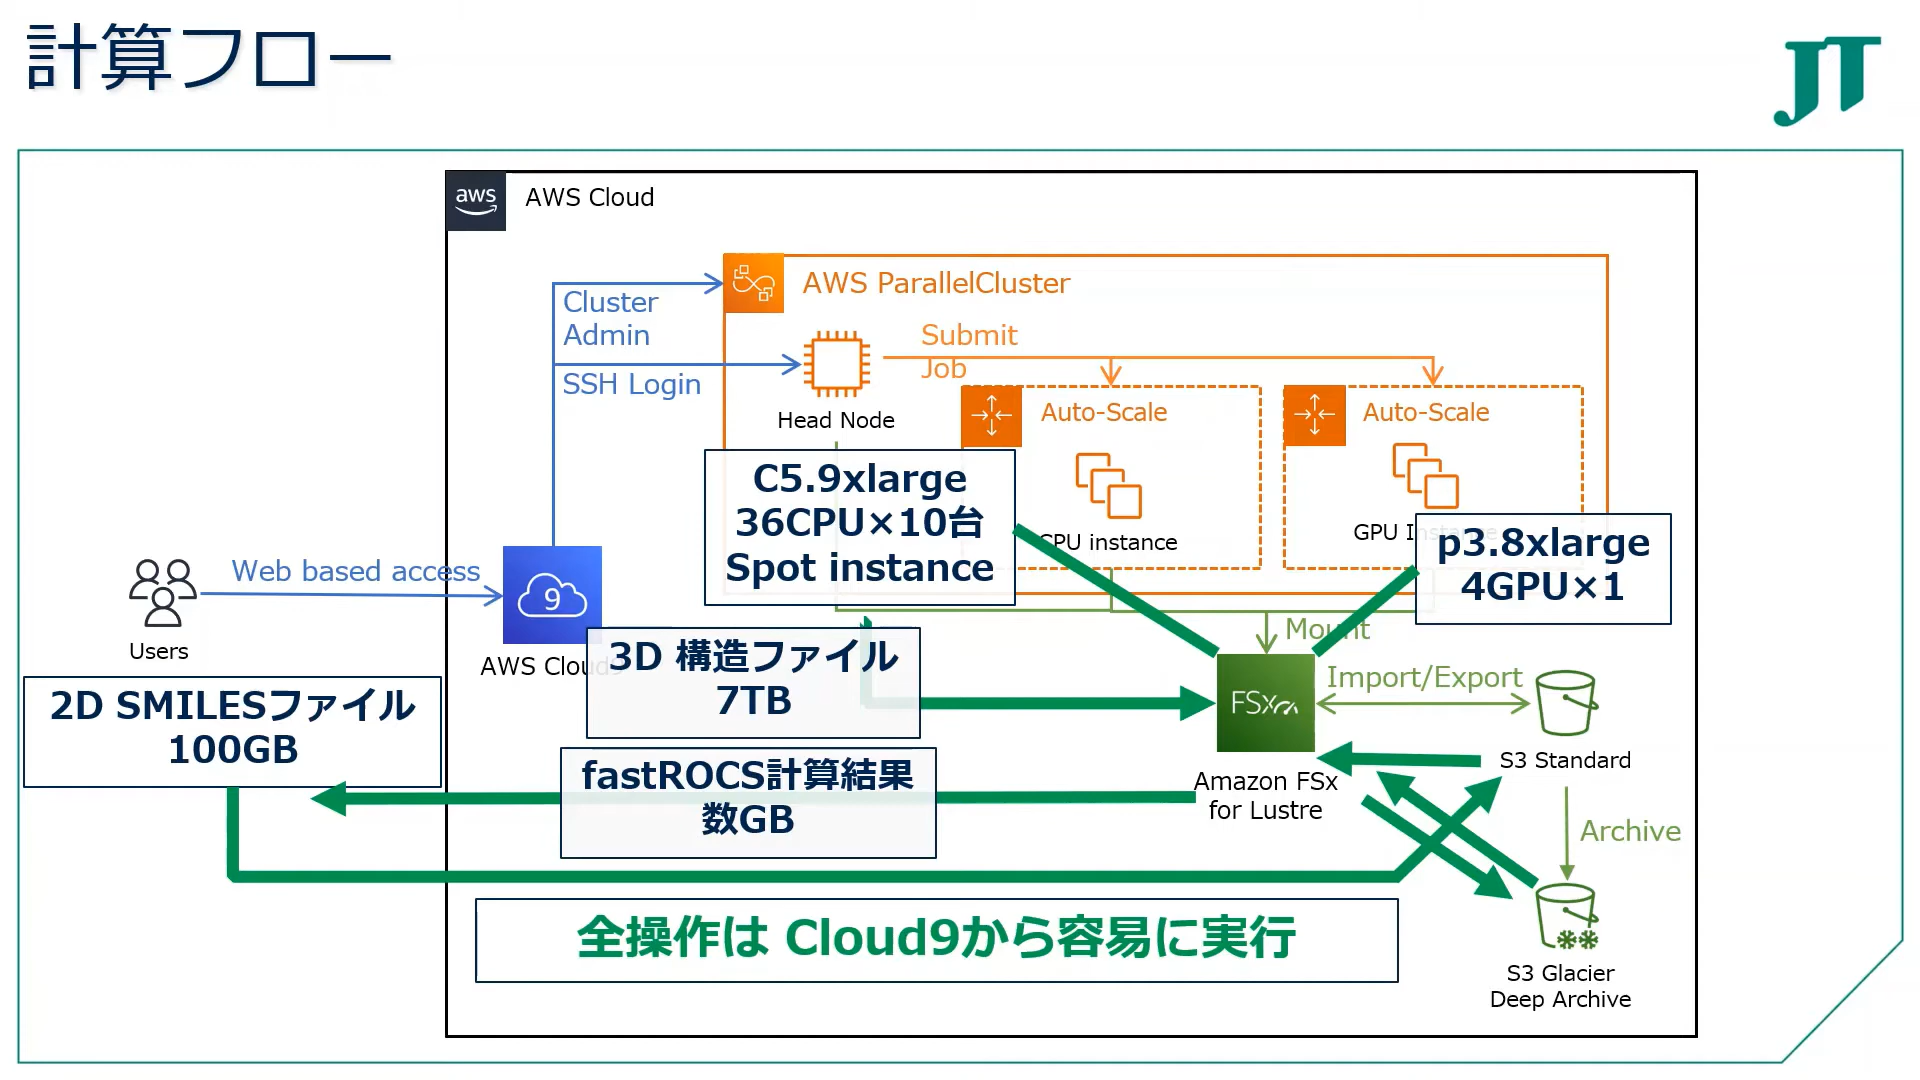 計算フロー
JT
aws
AWS Cloud
AWS ParallelCluster
Cluster
Admin
SSH Login
Submit
Job
Head Node
Auto-Scale
Auto-Scale
C5.9xlarge
36CPU×10台
Spot instance
CPU instance
GPU I
p3.8xlarge
4GPU×1
Web based access
9
Users
AWS Cloud9
3D 構造ファイル
7TB
Mount
FSx
Import/Export
2D SMILESファイル
100GB
S3 Standard
fastROCS計算結果
数GB
Amazon FSx
for Lustre
Archive
全操作は Cloud9から容易に実行
S3 Glacier
Deep Archive